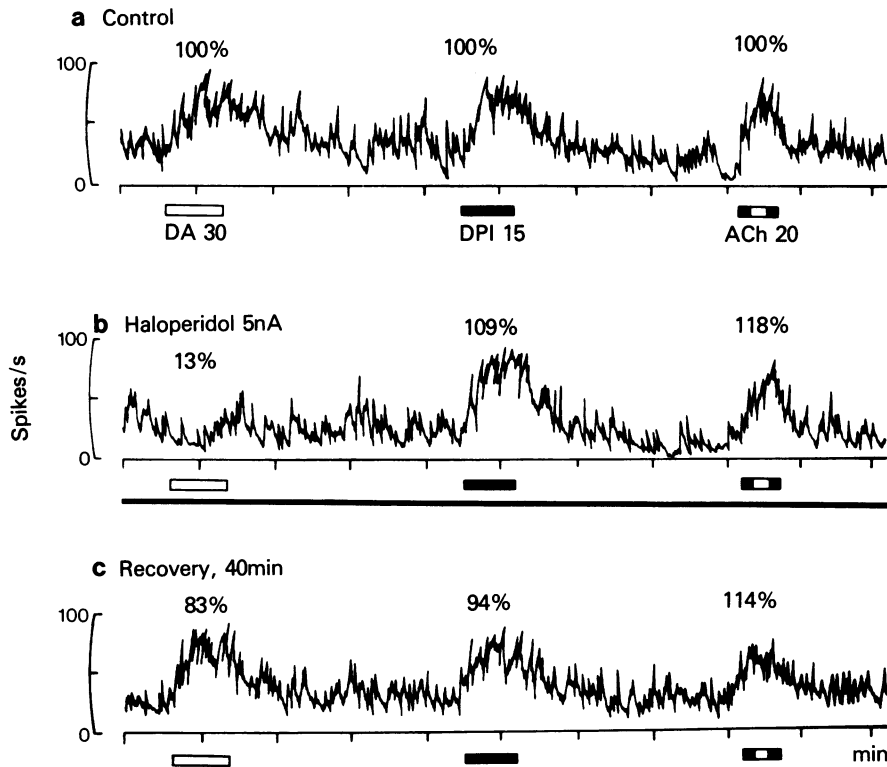 a Control
100% 100% 100%
100
0
DA 30 DPI 15 ACh 20
b Haloperidol 5nA
109% 118%
100
13%
Spikes/s
0
c Recovery, 40min
83% 94% 114%
100
0
min